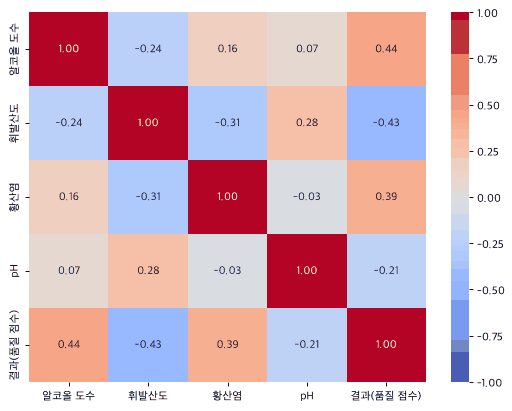 알코올 도수 1.00 -0.24 0.16 0.07 0.44
휘발산도 -0.24 1.00 -0.31 0.28 -0.43
황산염 0.16 -0.31 1.00 -0.03 0.39
pH 0.07 0.28 -0.03 1.00 -0.21
결과(품질 점수) 0.44 -0.43 0.39 -0.21 1.00
알코올 도수 휘발산도 황산염 pH 결과(품질 점수)
1.00
0.75
0.50
0.25
0.00
-0.25
-0.50
-0.75
-1.00